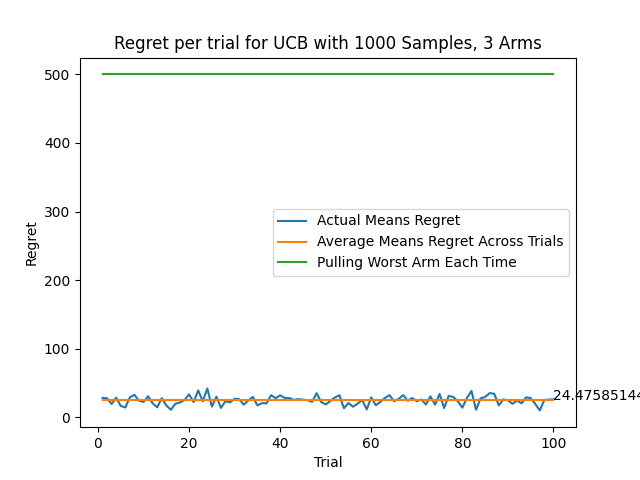 Regret per trial for UCB with 1000 Samples, 3 Arms
500
400
300
200
100
0
Regret
Actual Means Regret
Average Means Regret Across Trials
Pulling Worst Arm Each Time
24.47585144
0 20 40 60 80 100
Trial